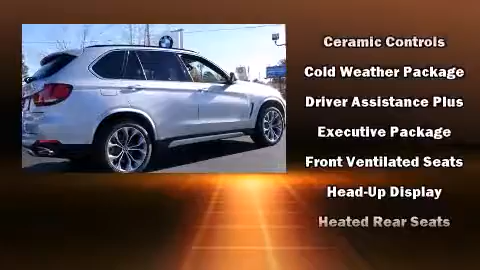 Ceramic Controls
Cold Weather Package
Driver Assistance Plus
Executive Package
Front Ventilated Seats
Head-Up Display
Heated Rear Seats